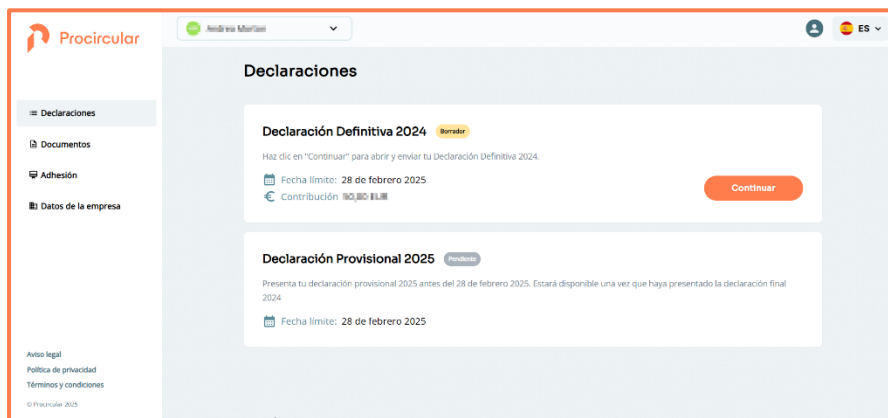 Procircular
ES
Declaraciones
Documentos
Adhesión
Datos de la empresa
Declaraciones
Declaración Definitiva 2024 Borrador
Haz clic en "Continuar" para abrir y enviar tu Declaración Definitiva 2024.
Fecha límite: 28 de febrero 2025
Contribución
Continuar
Declaración Provisional 2025 Pendiente
Presenta tu declaración provisional 2025 antes del 28 de febrero 2025. Estará disponible una vez que haya presentado la declaración final
2024
Fecha límite: 28 de febrero 2025
Aviso legal
Política de privacidad
Términos y condiciones
© Procircular 2025